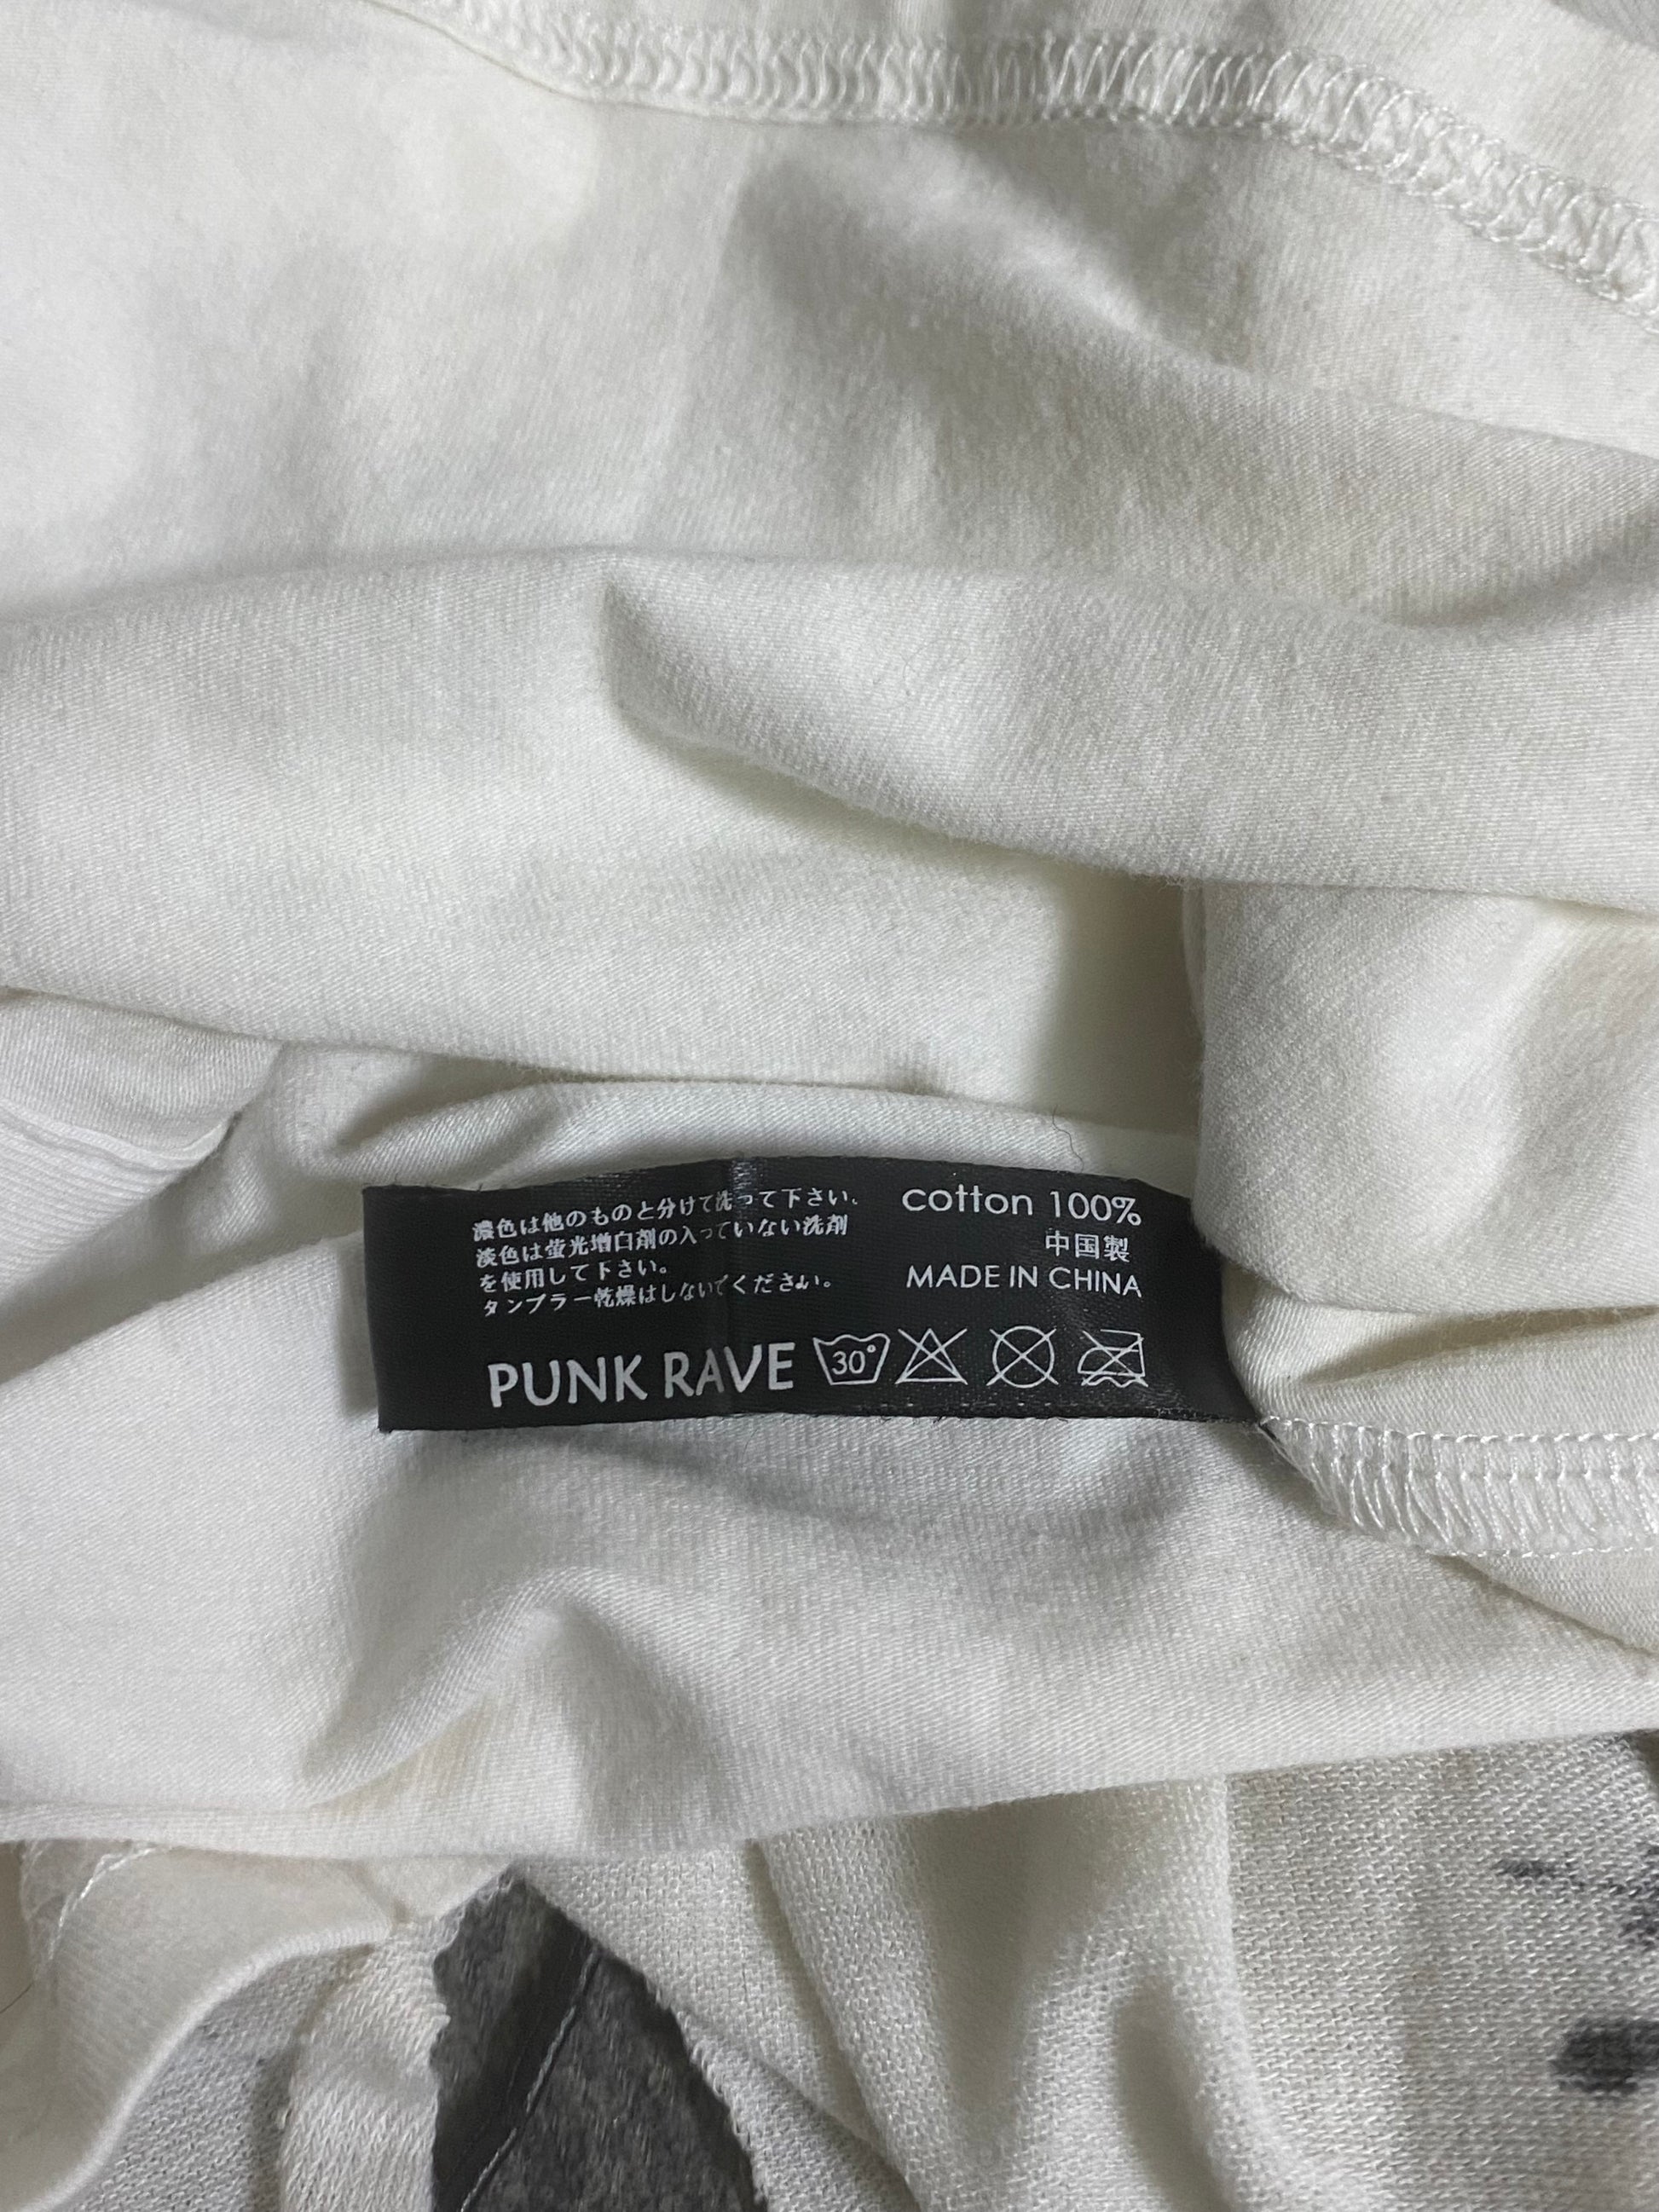 濃色は他のものと分けて洗って下さい。
淡色は蛍光増白剤の入っていない洗剤
を使用して下さい。
タンブラー乾燥はしないでください。
cotton 100%
中国製
MADE IN CHINA
PUNK RAVE 30°